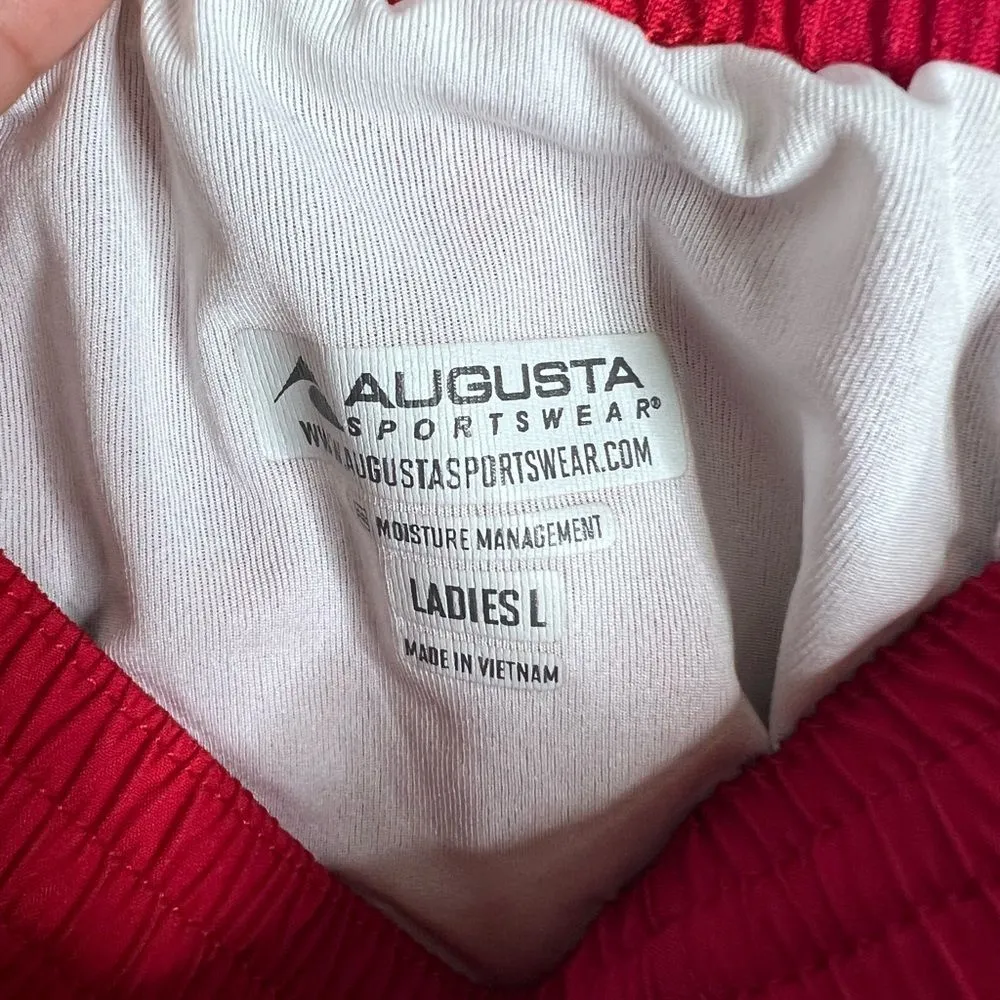 AUGUSTA
SPORTSWEAR®
WWW.AUGUSTASPORTSWEAR.COM
MOISTURE MANAGEMENT
LADIES L
MADE IN VIETNAM